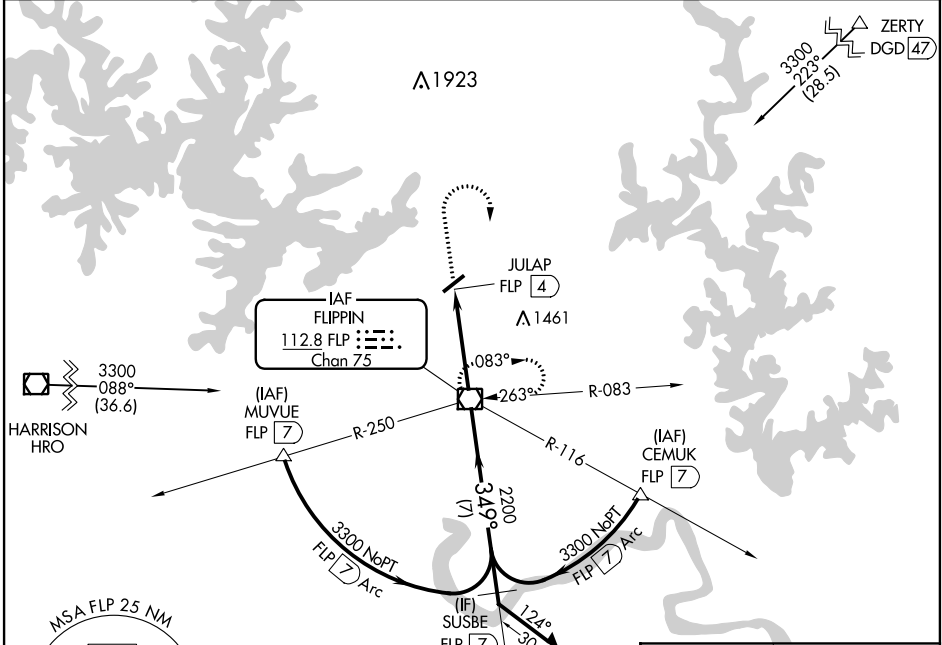 ZERTY
DGD 47
3300
223°
(28.5)
1923
JULAP
FLP 4
IAF
FLIPPIN
112.8 FLP
Chan 75
1461
3300
088°
(36.6)
HARRISON
HRO
083°
263°
R-083
(IAF)
MUVUE
FLP 7
R-250
R-116
(IAF)
CEMUK
FLP 7
2200
349°
(7)
3300 NoPT
FLP 7 Arc
3300 NoPT
FLP 7 Arc
(IF)
SUSBE
FLP 7
124°
MSA FLP 25 NM